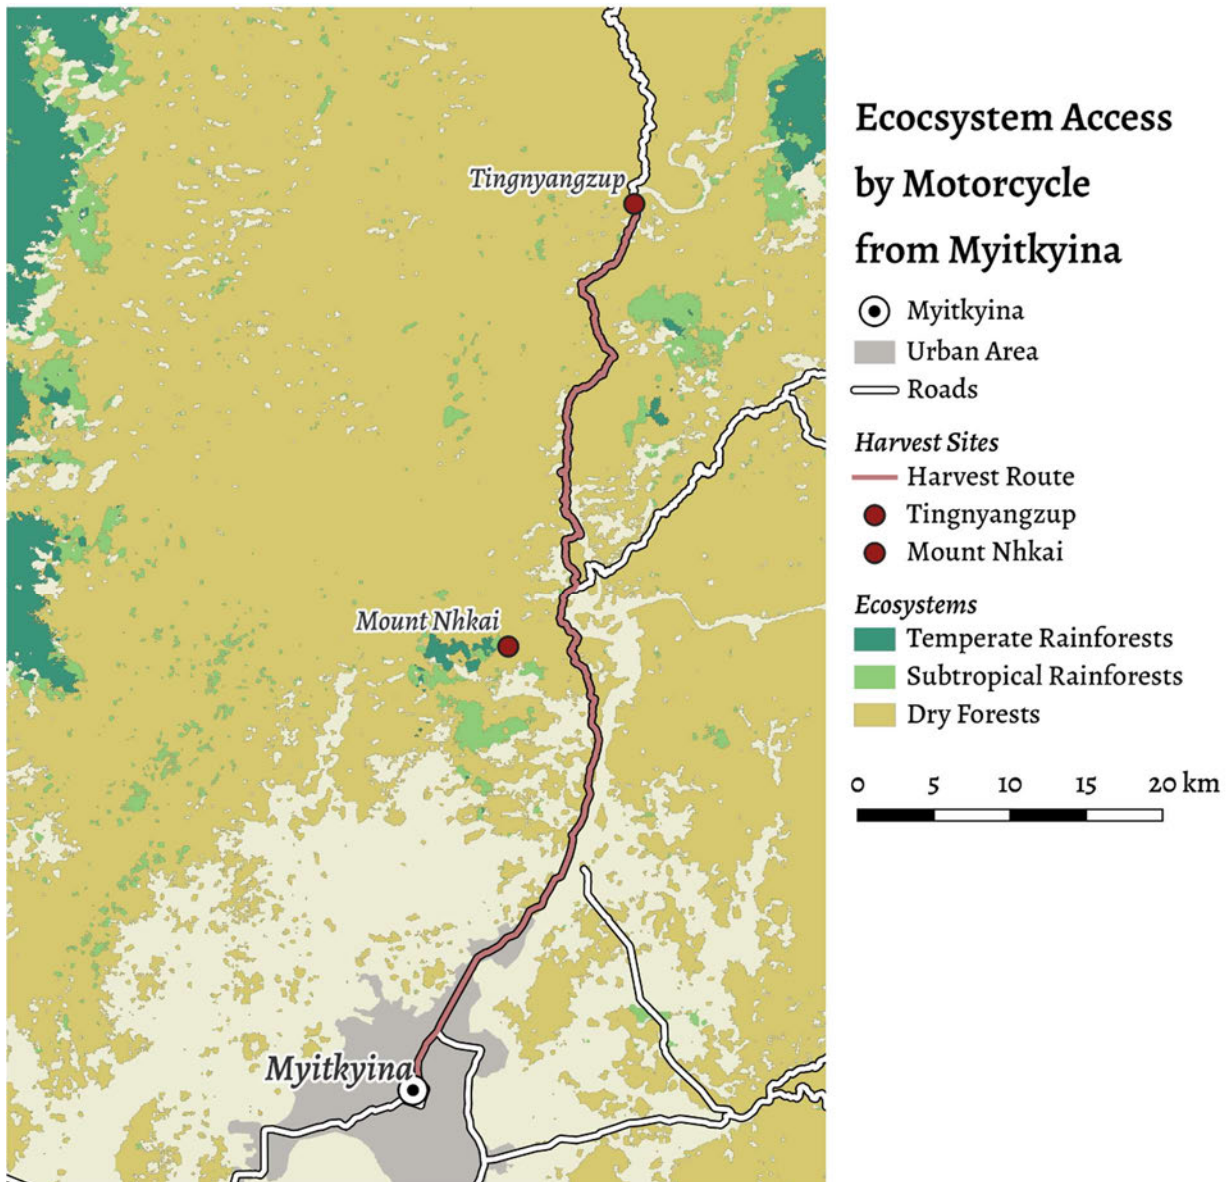 Tingnyangzup
Mount Nhkai
Myitkyina
Ecocsystem Access
by Motorcycle
from Myitkyina
Myitkyina
Urban Area
Roads
Harvest Sites
Harvest Route
Tingnyangzup
Mount Nhkai
Ecosystems
Temperate Rainforests
Subtropical Rainforests
Dry Forests
0 5 10 15 20 km